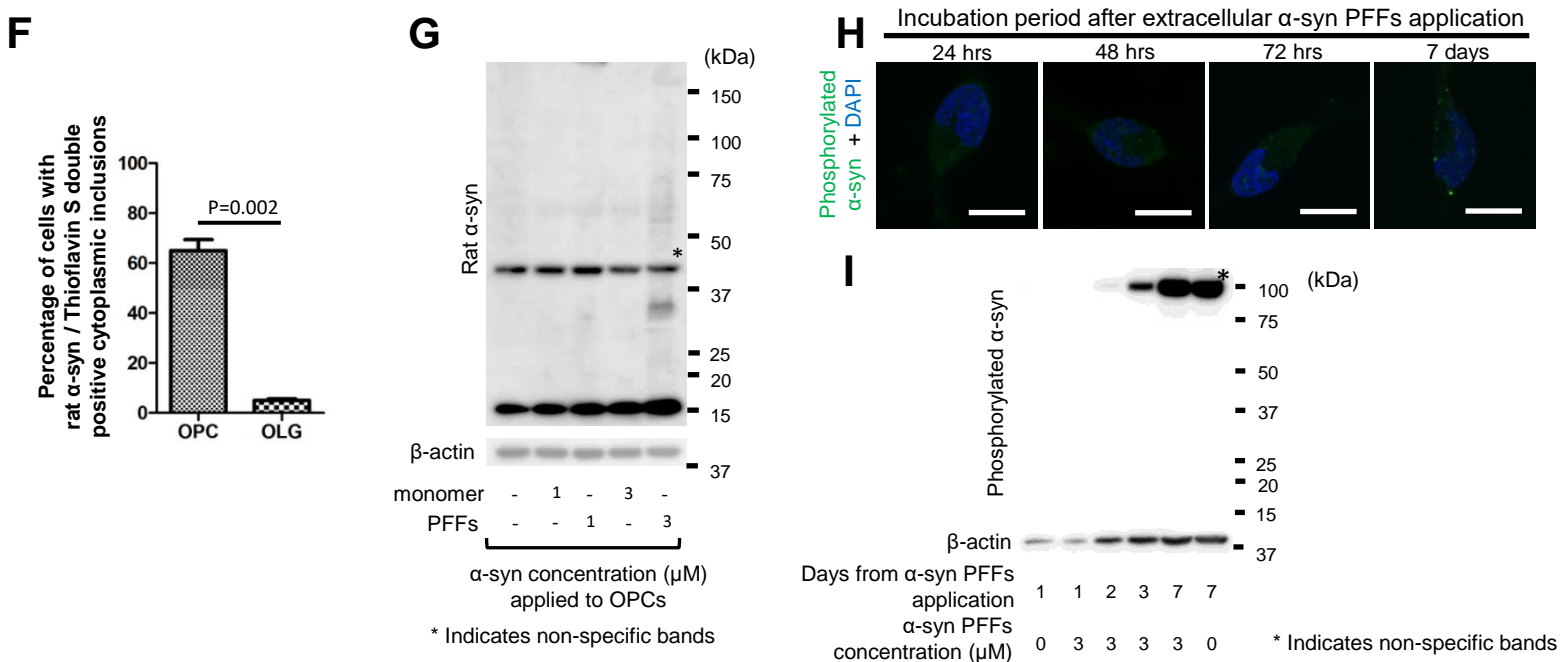 F
Percentage of cells with
rat α-syn / Thioflavin S double
positive cytoplasmic inclusions
100
80
60
40
20
0
P=0.002
OPC OLG
G
(kDa)
Rat α-syn
150
100
75
50
*
37
25
20
15
β-actin
37
monomer - 1 - 3 -
PFFs - - 1 - 3
α-syn concentration (μM)
applied to OPCs
* Indicates non-specific bands
H
Incubation period after extracellular α-syn PFFs application
24 hrs 48 hrs 72 hrs 7 days
Phosphorylated
α-syn + DAPI
I
Phosphorylated α-syn
*
100 (kDa)
75
50
37
25
20
15
β-actin
37
Days from α-syn PFFs
application 1 1 2 3 7 7
α-syn PFFs
concentration (μM) 0 3 3 3 3 0
* Indicates non-specific bands